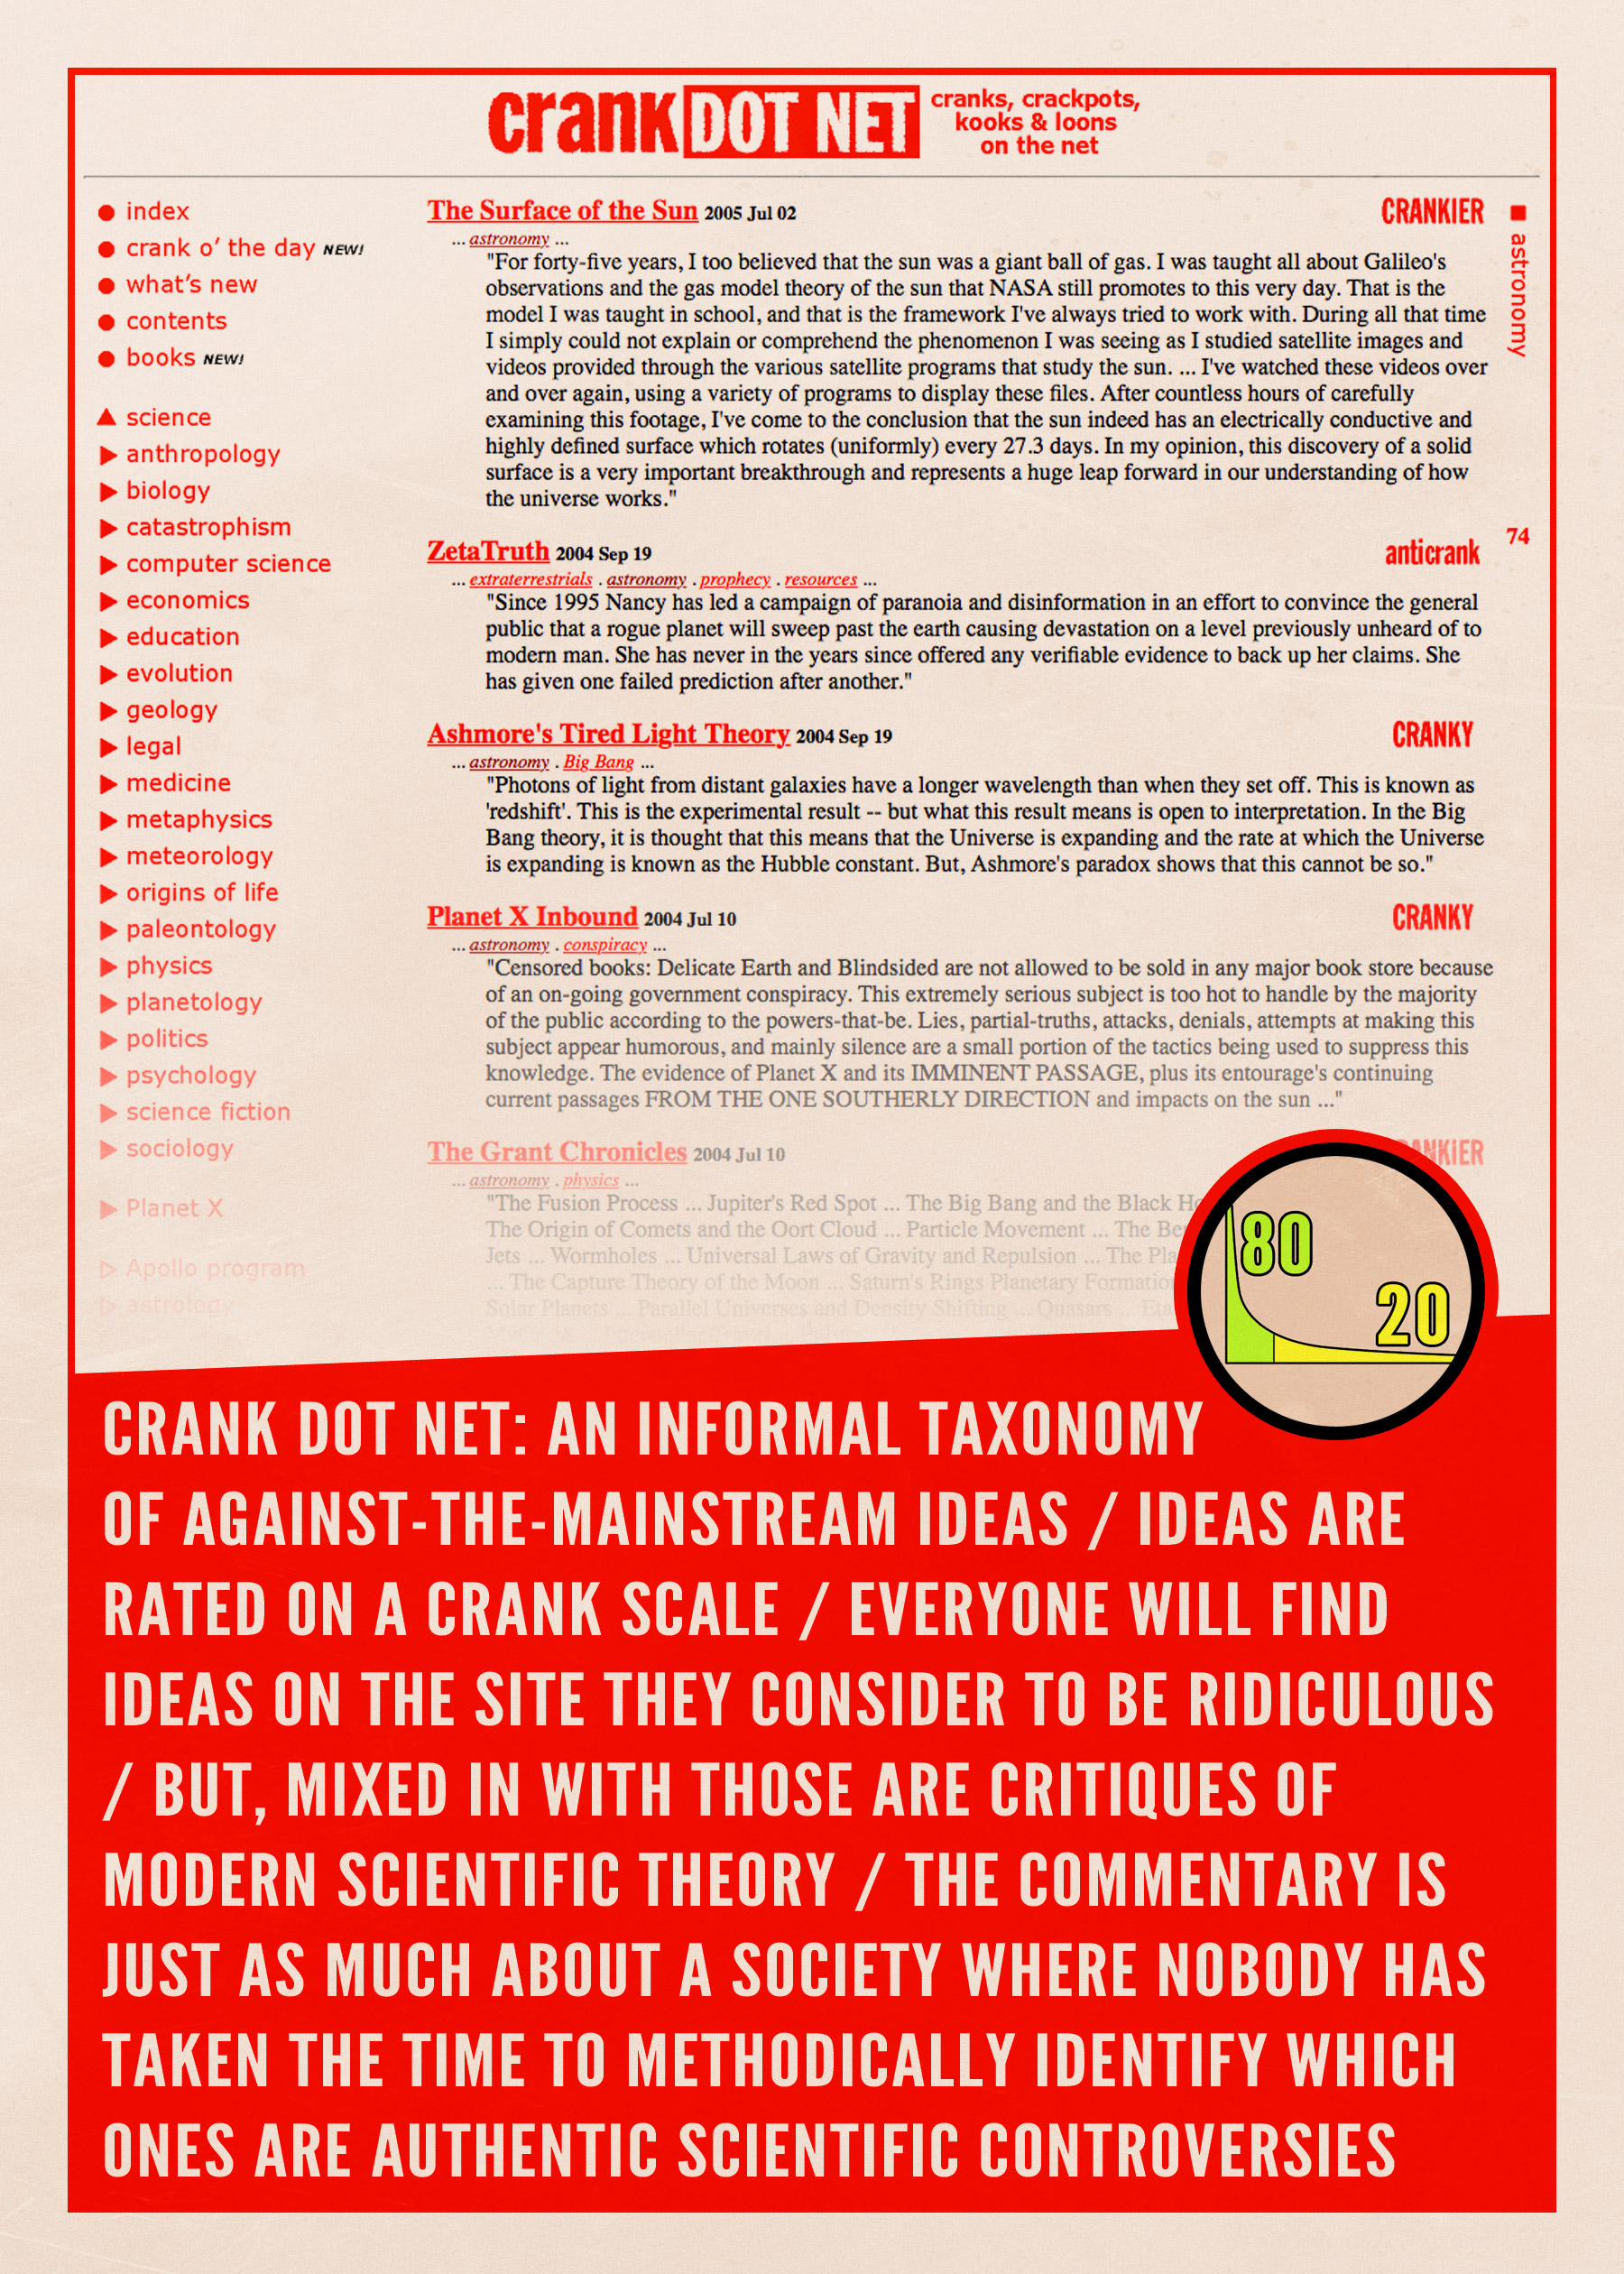 crank DOT NET
cranks, crackpots,
kooks & loons
on the net
index
crank o' the day NEW!
what's new
contents
books NEW!
science
anthropology
biology
catastrophism
computer science
economics
education
evolution
geology
legal
medicine
metaphysics
meteorology
origins of life
paleontology
physics
planetology
politics
psychology
science fiction
sociology
Planet X
Apollo program
astrology
The Surface of the Sun 2005 Jul 02 CRANKIER
... astronomy ...
"For forty-five years, I too believed that the sun was a giant ball of gas. I was taught all about Galileo's
observations and the gas model theory of the sun that NASA still promotes to this very day. That is the
model I was taught in school, and that is the framework I've always tried to work with. During all that time
I simply could not explain or comprehend the phenomenon I was seeing as I studied satellite images and
videos provided through the various satellite programs that study the sun. ... I've watched these videos over
and over again, using a variety of programs to display these files. After countless hours of carefully
examining this footage, I've come to the conclusion that the sun indeed has an electrically conductive and
highly defined surface which rotates (uniformly) every 27.3 days. In my opinion, this discovery of a solid
surface is a very important breakthrough and represents a huge leap forward in our understanding of how
the universe works."
astronomy
74
ZetaTruth 2004 Sep 19 anticrank
... extraterrestrials . astronomy . prophecy . resources ...
"Since 1995 Nancy has led a campaign of paranoia and disinformation in an effort to convince the general
public that a rogue planet will sweep past the earth causing devastation on a level previously unheard of to
modern man. She has never in the years since offered any verifiable evidence to back up her claims. She
has given one failed prediction after another."
Ashmore's Tired Light Theory 2004 Sep 19 CRANKY
... astronomy . Big Bang ...
"Photons of light from distant galaxies have a longer wavelength than when they set off. This is known as
'redshift'. This is the experimental result -- but what this result means is open to interpretation. In the Big
Bang theory, it is thought that this means that the Universe is expanding and the rate at which the Universe
is expanding is known as the Hubble constant. But, Ashmore's paradox shows that this cannot be so."
Planet X Inbound 2004 Jul 10 CRANKY
... astronomy . conspiracy ...
"Censored books: Delicate Earth and Blindsided are not allowed to be sold in any major book store because
of an on-going government conspiracy. This extremely serious subject is too hot to handle by the majority
of the public according to the powers-that-be. Lies, partial-truths, attacks, denials, attempts at making this
subject appear humorous, and mainly silence are a small portion of the tactics being used to suppress this
knowledge. The evidence of Planet X and its IMMINENT PASSAGE, plus its entourage's continuing
current passages FROM THE ONE SOUTHERLY DIRECTION and impacts on the sun ..."
The Grant Chronicles 2004 Jul 10
... astronomy . physics ...
"The Fusion Process ... Jupiter's Red Spot ... The Big Bang and the Black
The Origin of Comets and the Oort Cloud ... Particle Movement ... The
Jets ... Wormholes ... Universal Laws of Gravity and Repulsion ... The
... The Capture Theory of the Moon ... Saturn's Rings Planetary Formation
Solar Planets ... Parallel Universes and Density Shifting ... Quasars ...
80
20
CRANK DOT NET: AN INFORMAL TAXONOMY
OF AGAINST-THE-MAINSTREAM IDEAS / IDEAS ARE
RATED ON A CRANK SCALE / EVERYONE WILL FIND
IDEAS ON THE SITE THEY CONSIDER TO BE RIDICULOUS
/ BUT, MIXED IN WITH THOSE ARE CRITIQUES OF
MODERN SCIENTIFIC THEORY / THE COMMENTARY IS
JUST AS MUCH ABOUT A SOCIETY WHERE NOBODY HAS
TAKEN THE TIME TO METHODICALLY IDENTIFY WHICH
ONES ARE AUTHENTIC SCIENTIFIC CONTROVERSIES